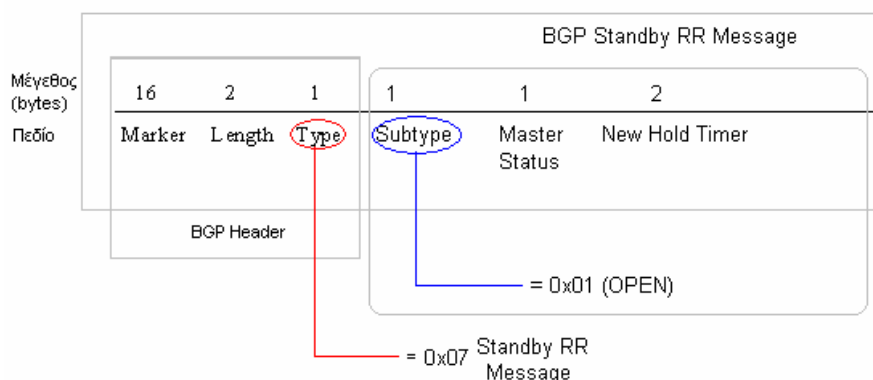 BGP Standby RR Message
Μέγεθος
(bytes)
16 2 1 1 1 2
Πεδίο
Marker Length Type Subtype Master
Status New Hold Timer
BGP Header
= 0x01 (OPEN)
= 0x07 Standby RR
Message